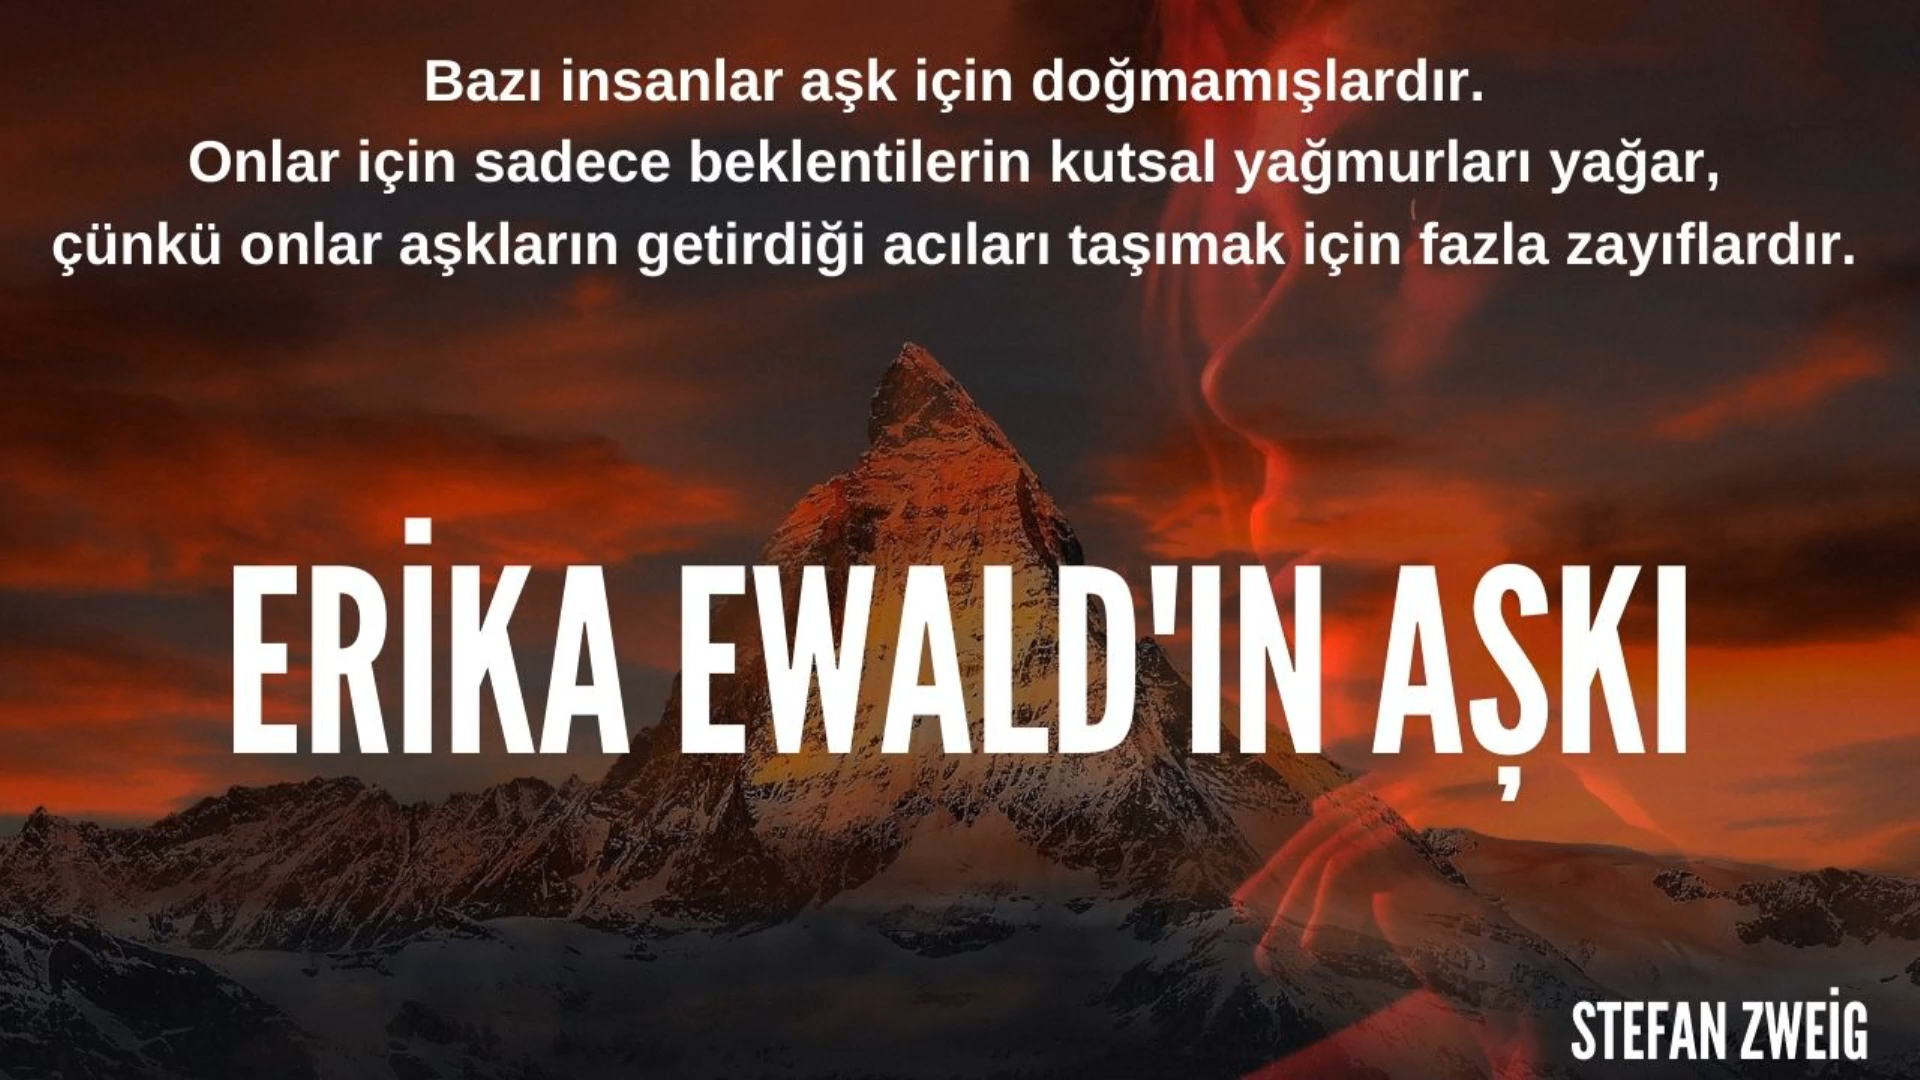 Bazı insanlar aşk için doğmamışlardır.
Onlar için sadece beklentilerin kutsal yağmurları yağar,
çünkü onlar aşkların getirdiği acıları taşımak için fazla zayıflardır.
ERİKA EWALD'IN AŞKI
STEFAN ZWEİG